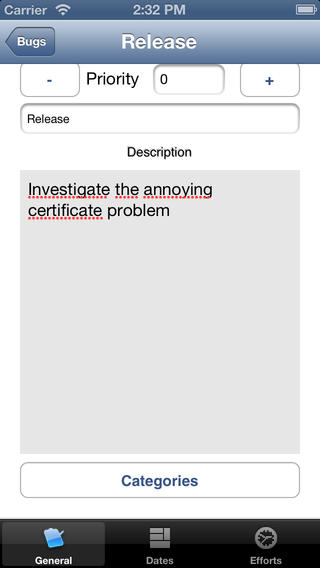 Carrier 2:32 PM
Bugs Release
- Priority 0 +
Release
Description
Investigate the annoying
certificate problem
Categories
General Dates Efforts